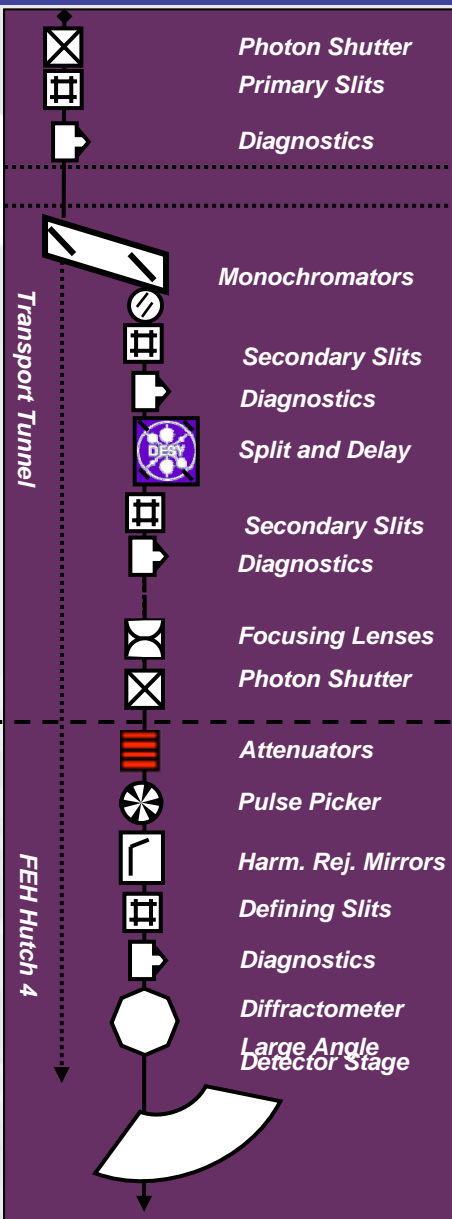 Photon Shutter
Primary Slits
Diagnostics
Monochromators
Transport Tunnel
Secondary Slits
Diagnostics
DESY
Split and Delay
Secondary Slits
Diagnostics
Focusing Lenses
Photon Shutter
Attenuators
Pulse Picker
FEH Hutch 4
Harm. Rej. Mirrors
Defining Slits
Diagnostics
Diffractometer
Large Angle
Detector Stage